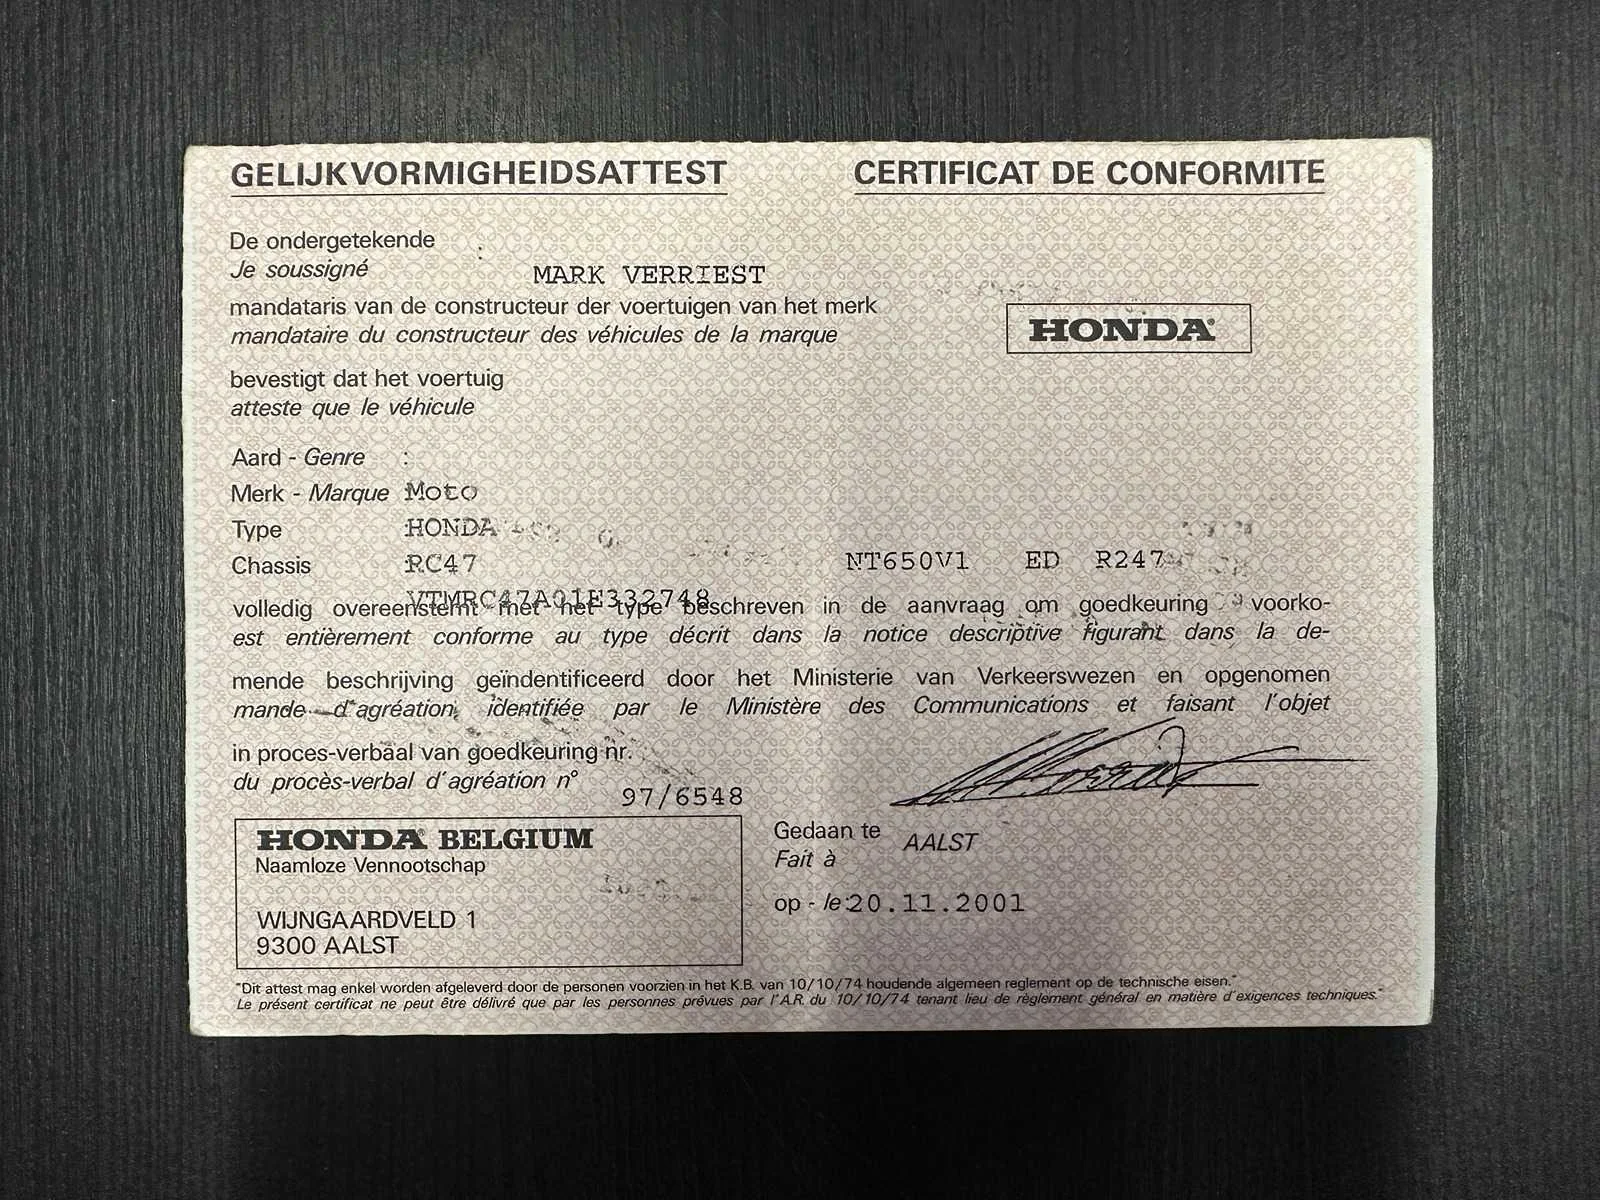 GELIJKVORMIGHEIDSATTEST CERTIFICAT DE CONFORMITE
De ondergetekende :
Je soussigné MARK VERRIEST
mandataris van de constructeur der voertuigen van het merk
mandataire du constructeur des véhicules de la marque
HONDA
bevestigt dat het voertuig
atteste que le véhicule
Aard - Genre :
Merk - Marque : Moto
Type : HONDA
Chassis : RC47 NT650V1 ED R247
VTMRC47A01E332748
volledig overeenstemt met het type beschreven in de aanvraag om goedkeuring voorko-
est entièrement conforme au type décrit dans la notice descriptive figurant dans la de-
mende beschrijving geïndentificeerd door het Ministerie van Verkeerswezen en opgenomen
mande d'agréation, identifiée par le Ministère des Communications et faisant l'objet
in proces-verbaal van goedkeuring nr.
du procès-verbal d'agréation n° 97/6548
HONDA BELGIUM
Naamloze Vennootschap
WIJNGAARDVELD 1
9300 AALST
Gedaan te AALST
Fait à
op - le: 20.11.2001
"Dit attest mag enkel worden afgeleverd door de personen voorzien in het K.B. van 10/10/74 houdende algemeen reglement op de technische eisen."
Le présent certificat ne peut être délivré que par les personnes prévues par l'A.R. du 10/10/74 tenant lieu de règlement général en matière d'exigences techniques."